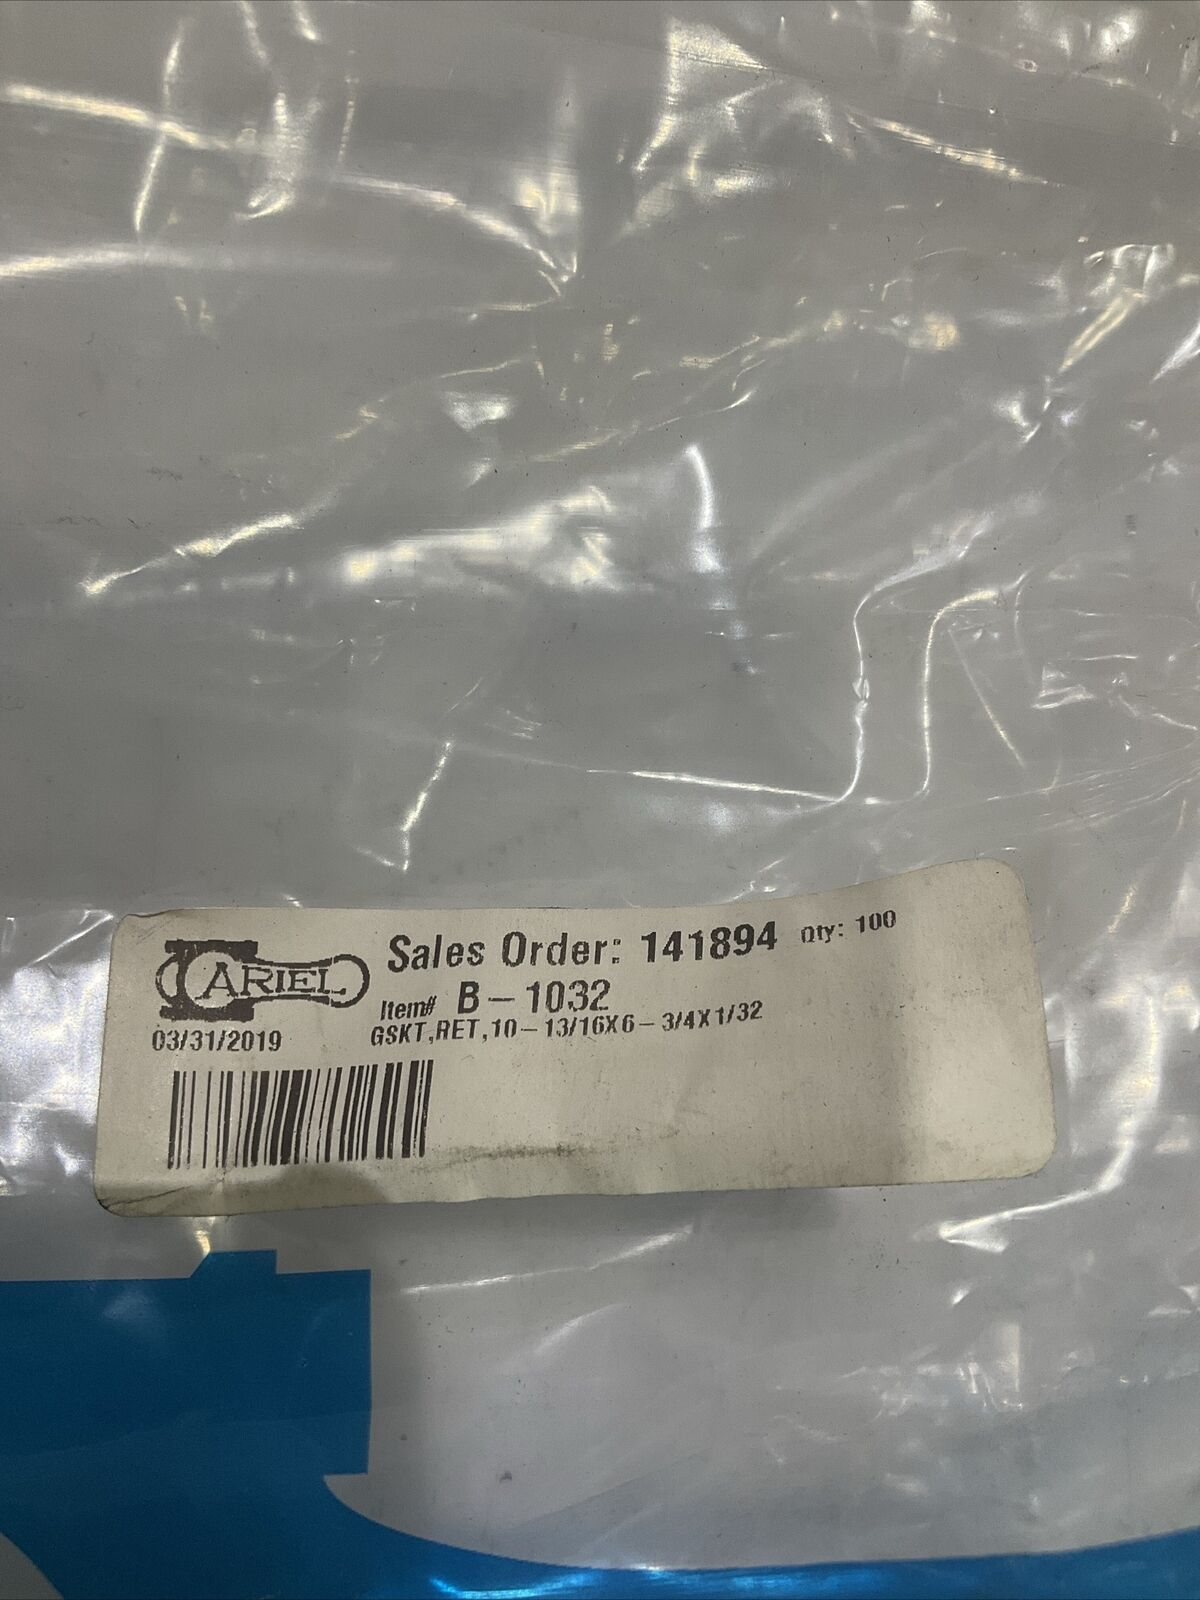 ARIEL
Sales Order: 141894 Qty: 100
Item# B-1032
03/31/2019 GSKT,RET,10-13/16X6-3/4X1/32